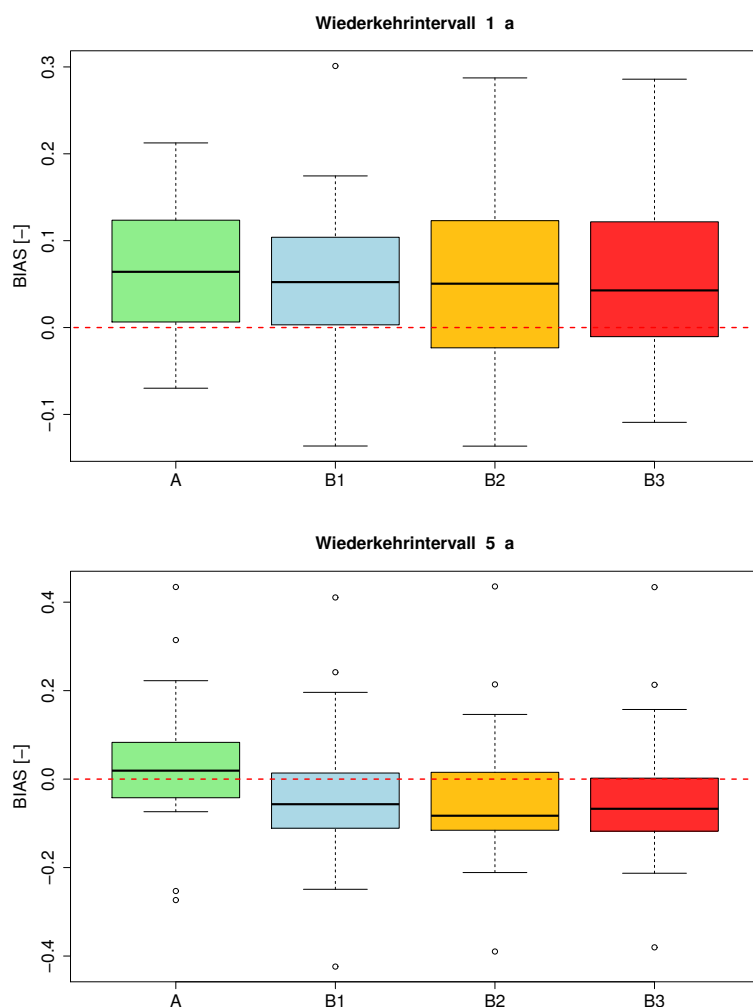 Wiederkehrintervall 1 a
BIAS [−]
0.3
0.2
0.1
0.0
−0.1
A B1 B2 B3
Wiederkehrintervall 5 a
BIAS [−]
0.4
0.2
0.0
−0.2
−0.4
A B1 B2 B3